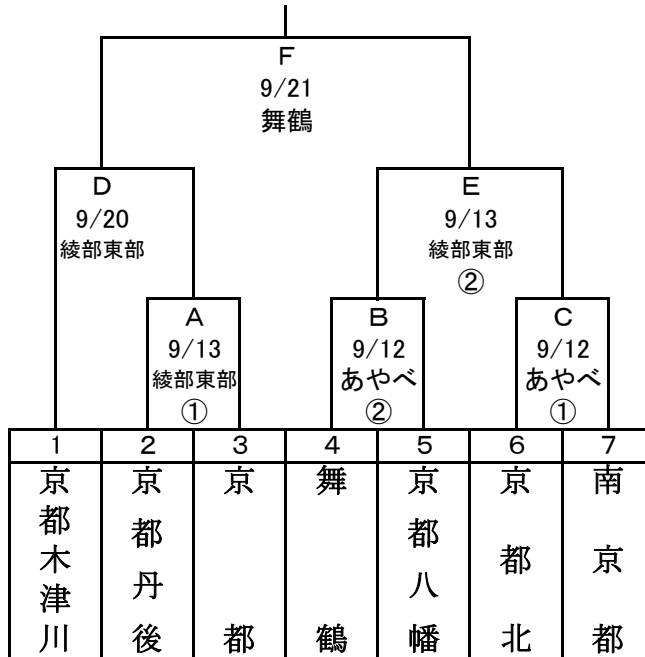 F
9/21
舞鶴
D
9/20
綾部東部
E
9/13
綾部東部
②
A
9/13
綾部東部
①
B
9/12
あやべ
②
C
9/12
あやべ
①
1 2 3 4 5 6 7
京都木津川
京都丹後
京都
舞鶴
京都八幡
京都北
南京都